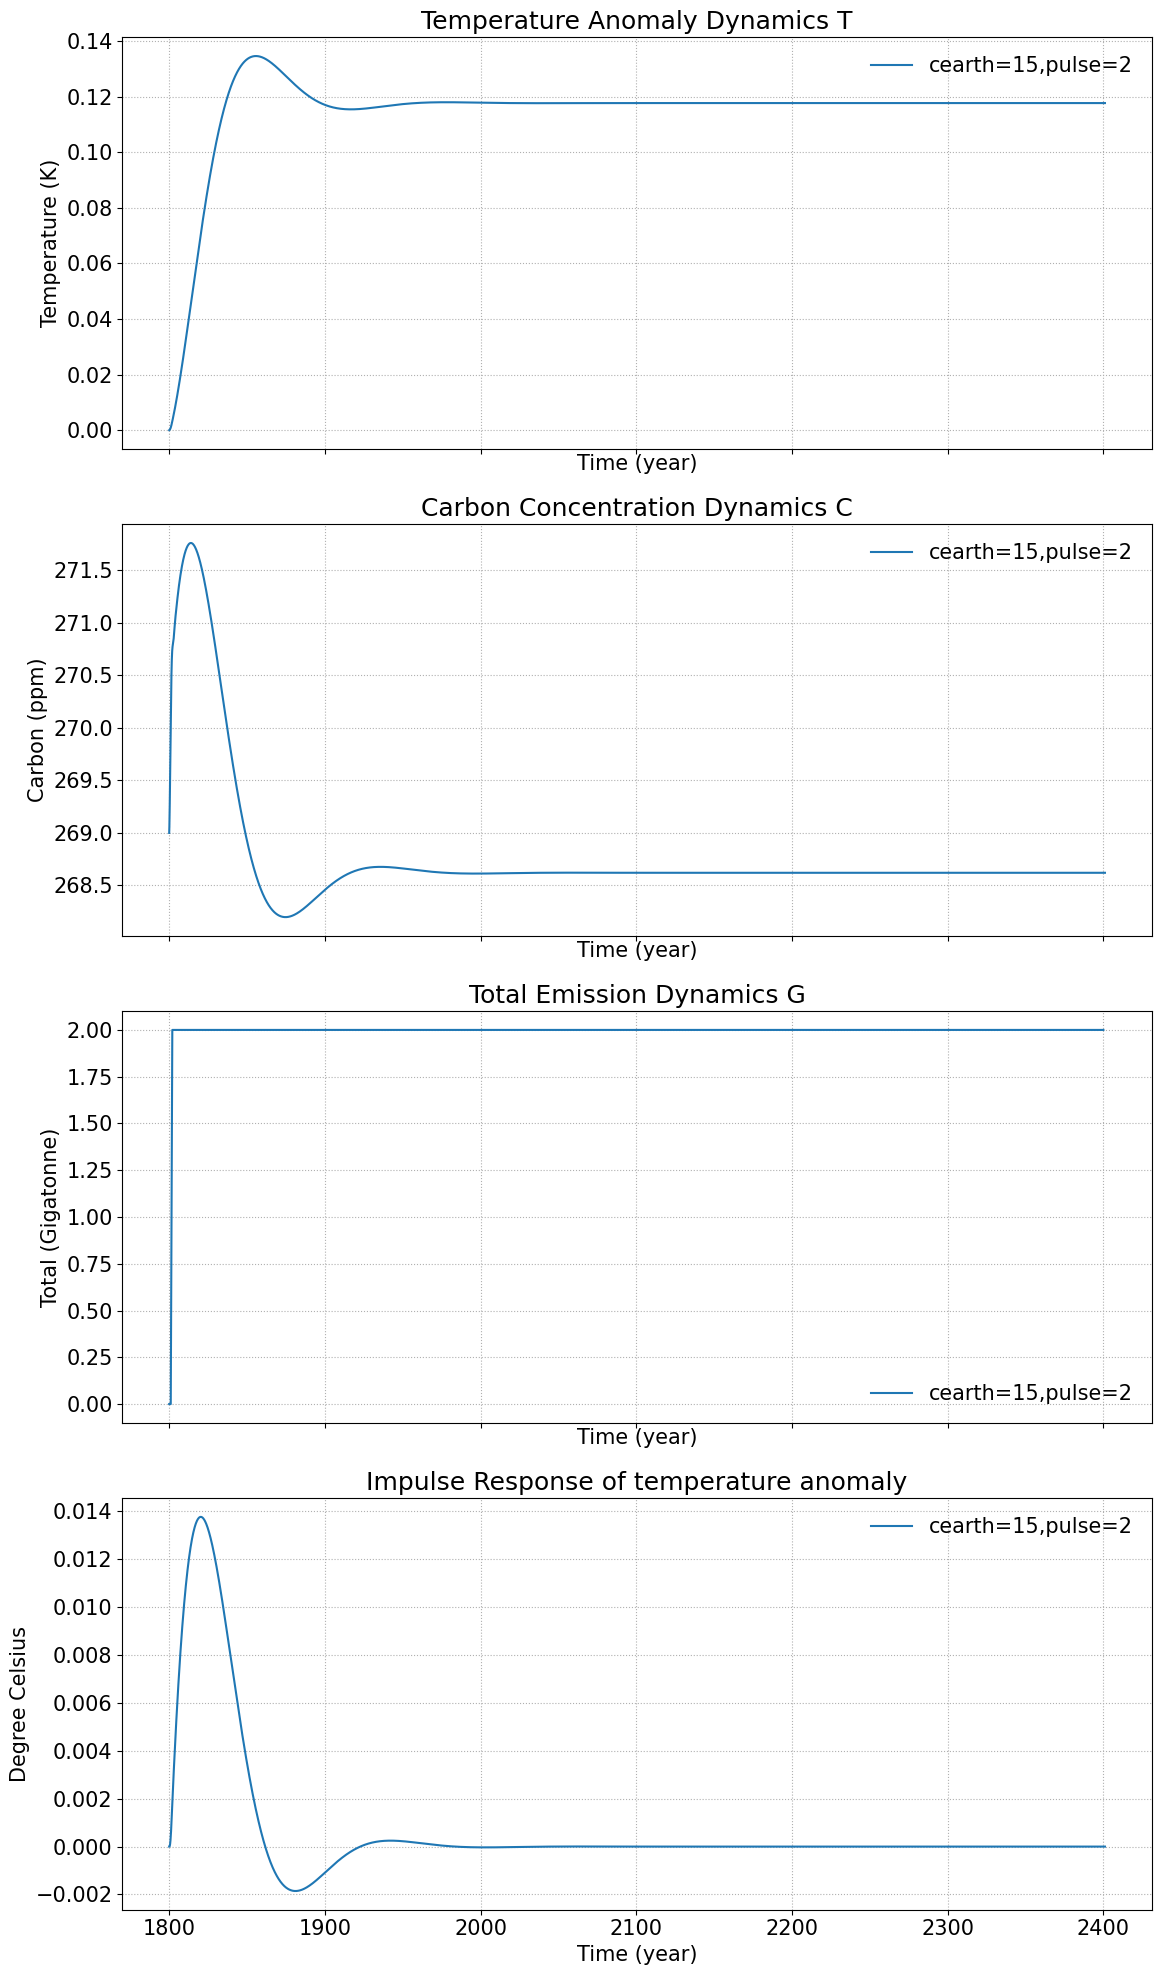 Temperature Anomaly Dynamics T
0.14
0.12
0.10
0.08
0.06
0.04
0.02
0.00
Temperature (K)
cearth=15,pulse=2
Time (year)
Carbon Concentration Dynamics C
271.5
271.0
270.5
270.0
269.5
269.0
268.5
Carbon (ppm)
cearth=15,pulse=2
Time (year)
Total Emission Dynamics G
2.00
1.75
1.50
1.25
1.00
0.75
0.50
0.25
0.00
Total (Gigatonne)
cearth=15,pulse=2
Time (year)
Impulse Response of temperature anomaly
0.014
0.012
0.010
0.008
0.006
0.004
0.002
0.000
−0.002
Degree Celsius
cearth=15,pulse=2
1800 1900 2000 2100 2200 2300 2400
Time (year)